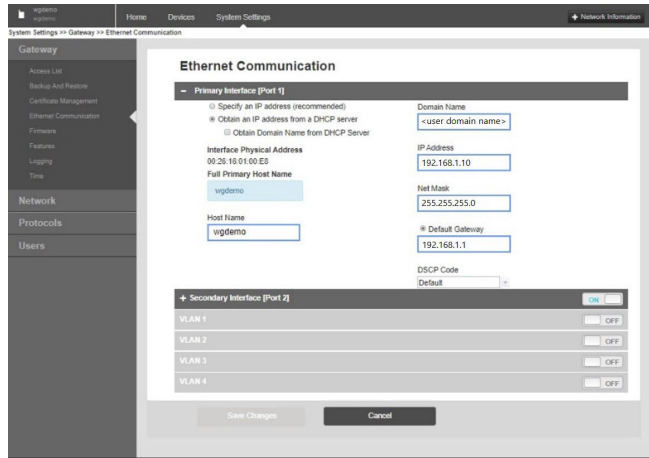 wgdemo
wgdemo
Home Devices System Settings
+ Network Information
System Settings >> Gateway >> Ethernet Communication
Gateway
Access List
Backup And Restore
Certificate Management
Ethernet Communication
Firmware
Features
Logging
Time
Network
Protocols
Users
Ethernet Communication
− Primary Interface [Port 1]
Specify an IP address (recommended)
Obtain an IP address from a DHCP server
Obtain Domain Name from DHCP Server
Interface Physical Address
00:26:16:01:00:E8
Full Primary Host Name
wgdemo
Host Name
wgdemo
Domain Name
<user domain name>
IP Address
192.168.1.10
Net Mask
255.255.255.0
Default Gateway
192.168.1.1
DSCP Code
Default
+ Secondary Interface [Port 2] ON
VLAN 1 OFF
VLAN 2 OFF
VLAN 3 OFF
VLAN 4 OFF
Save Changes Cancel